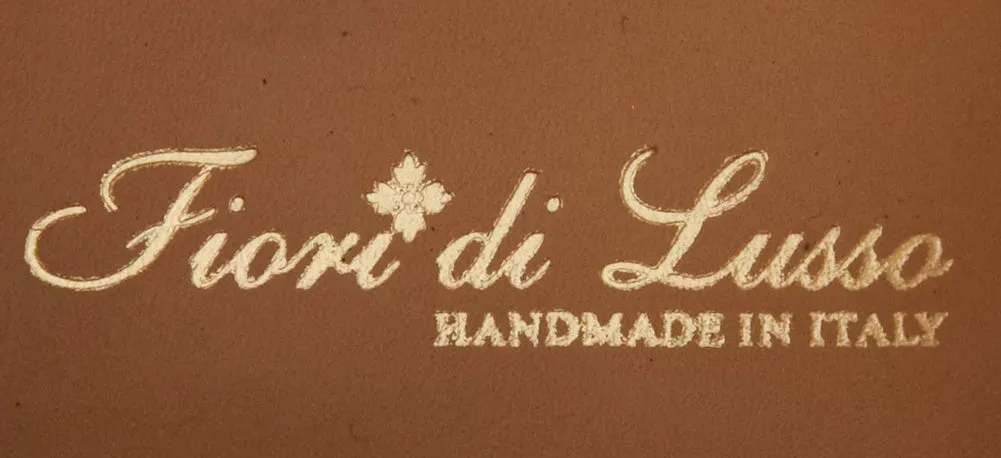 Fiori di Lusso
HANDMADE IN ITALY